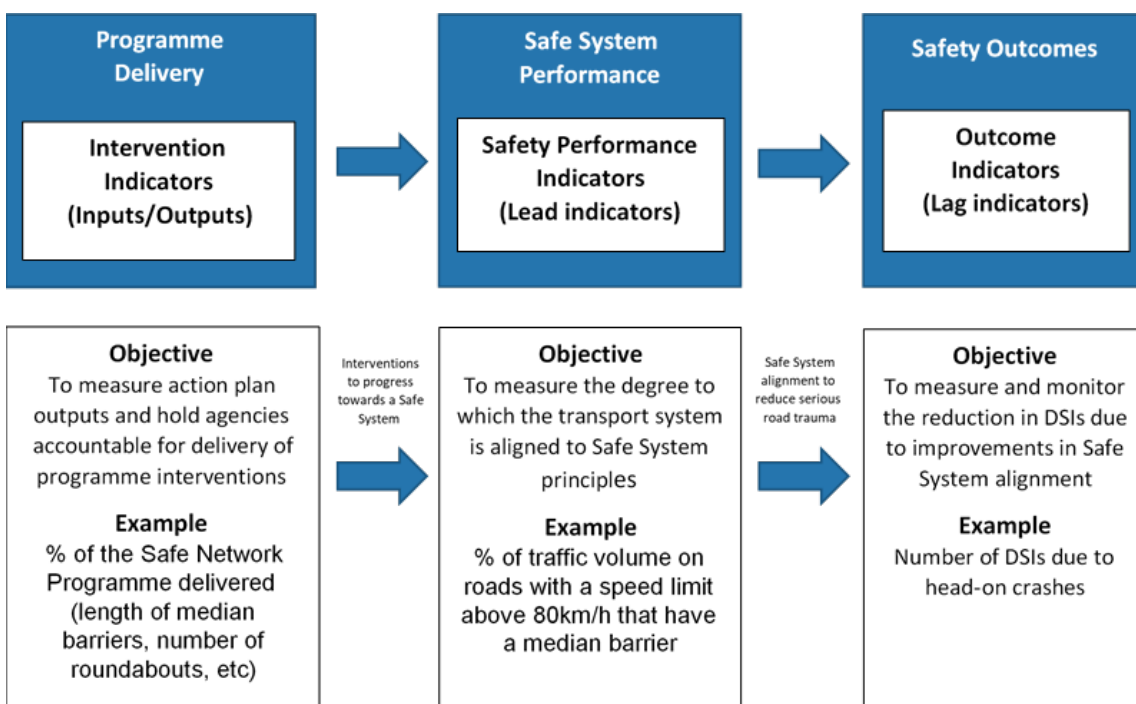 Programme
Delivery
Intervention
Indicators
(Inputs/Outputs)
Safe System
Performance
Safety Performance
Indicators
(Lead indicators)
Safety Outcomes
Outcome
Indicators
(Lag indicators)
Objective
To measure action plan
outputs and hold agencies
accountable for delivery of
programme interventions
Example
% of the Safe Network
Programme delivered
(length of median
barriers, number of
roundabouts, etc)
Interventions
to progress
towards a Safe
System
Objective
To measure the degree to
which the transport system
is aligned to Safe System
principles
Example
% of traffic volume on
roads with a speed limit
above 80km/h that have
a median barrier
Safe System
alignment to
reduce serious
road trauma
Objective
To measure and monitor
the reduction in DSIs due
to improvements in Safe
System alignment
Example
Number of DSIs due to
head-on crashes